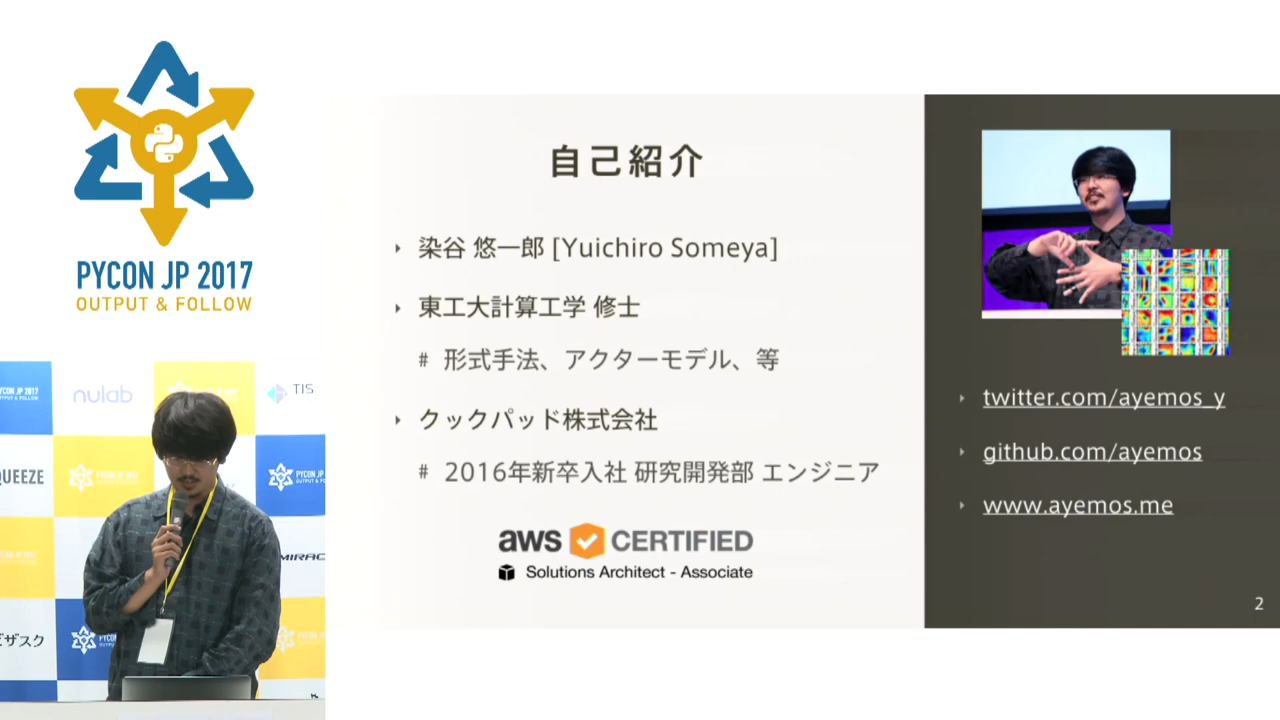 PYCON JP 2017
OUTPUT & FOLLOW
自己紹介
染谷 悠一郎 [Yuichiro Someya]
東工大計算工学 修士
# 形式手法、アクターモデル、等
クックパッド株式会社
# 2016年新卒入社 研究開発部 エンジニア
aws CERTIFIED
Solutions Architect - Associate
twitter.com/ayemos_y
github.com/ayemos
www.ayemos.me
2
nulab
TIS
QUEEZE
PYCON JP
MIRAC
ビザスク